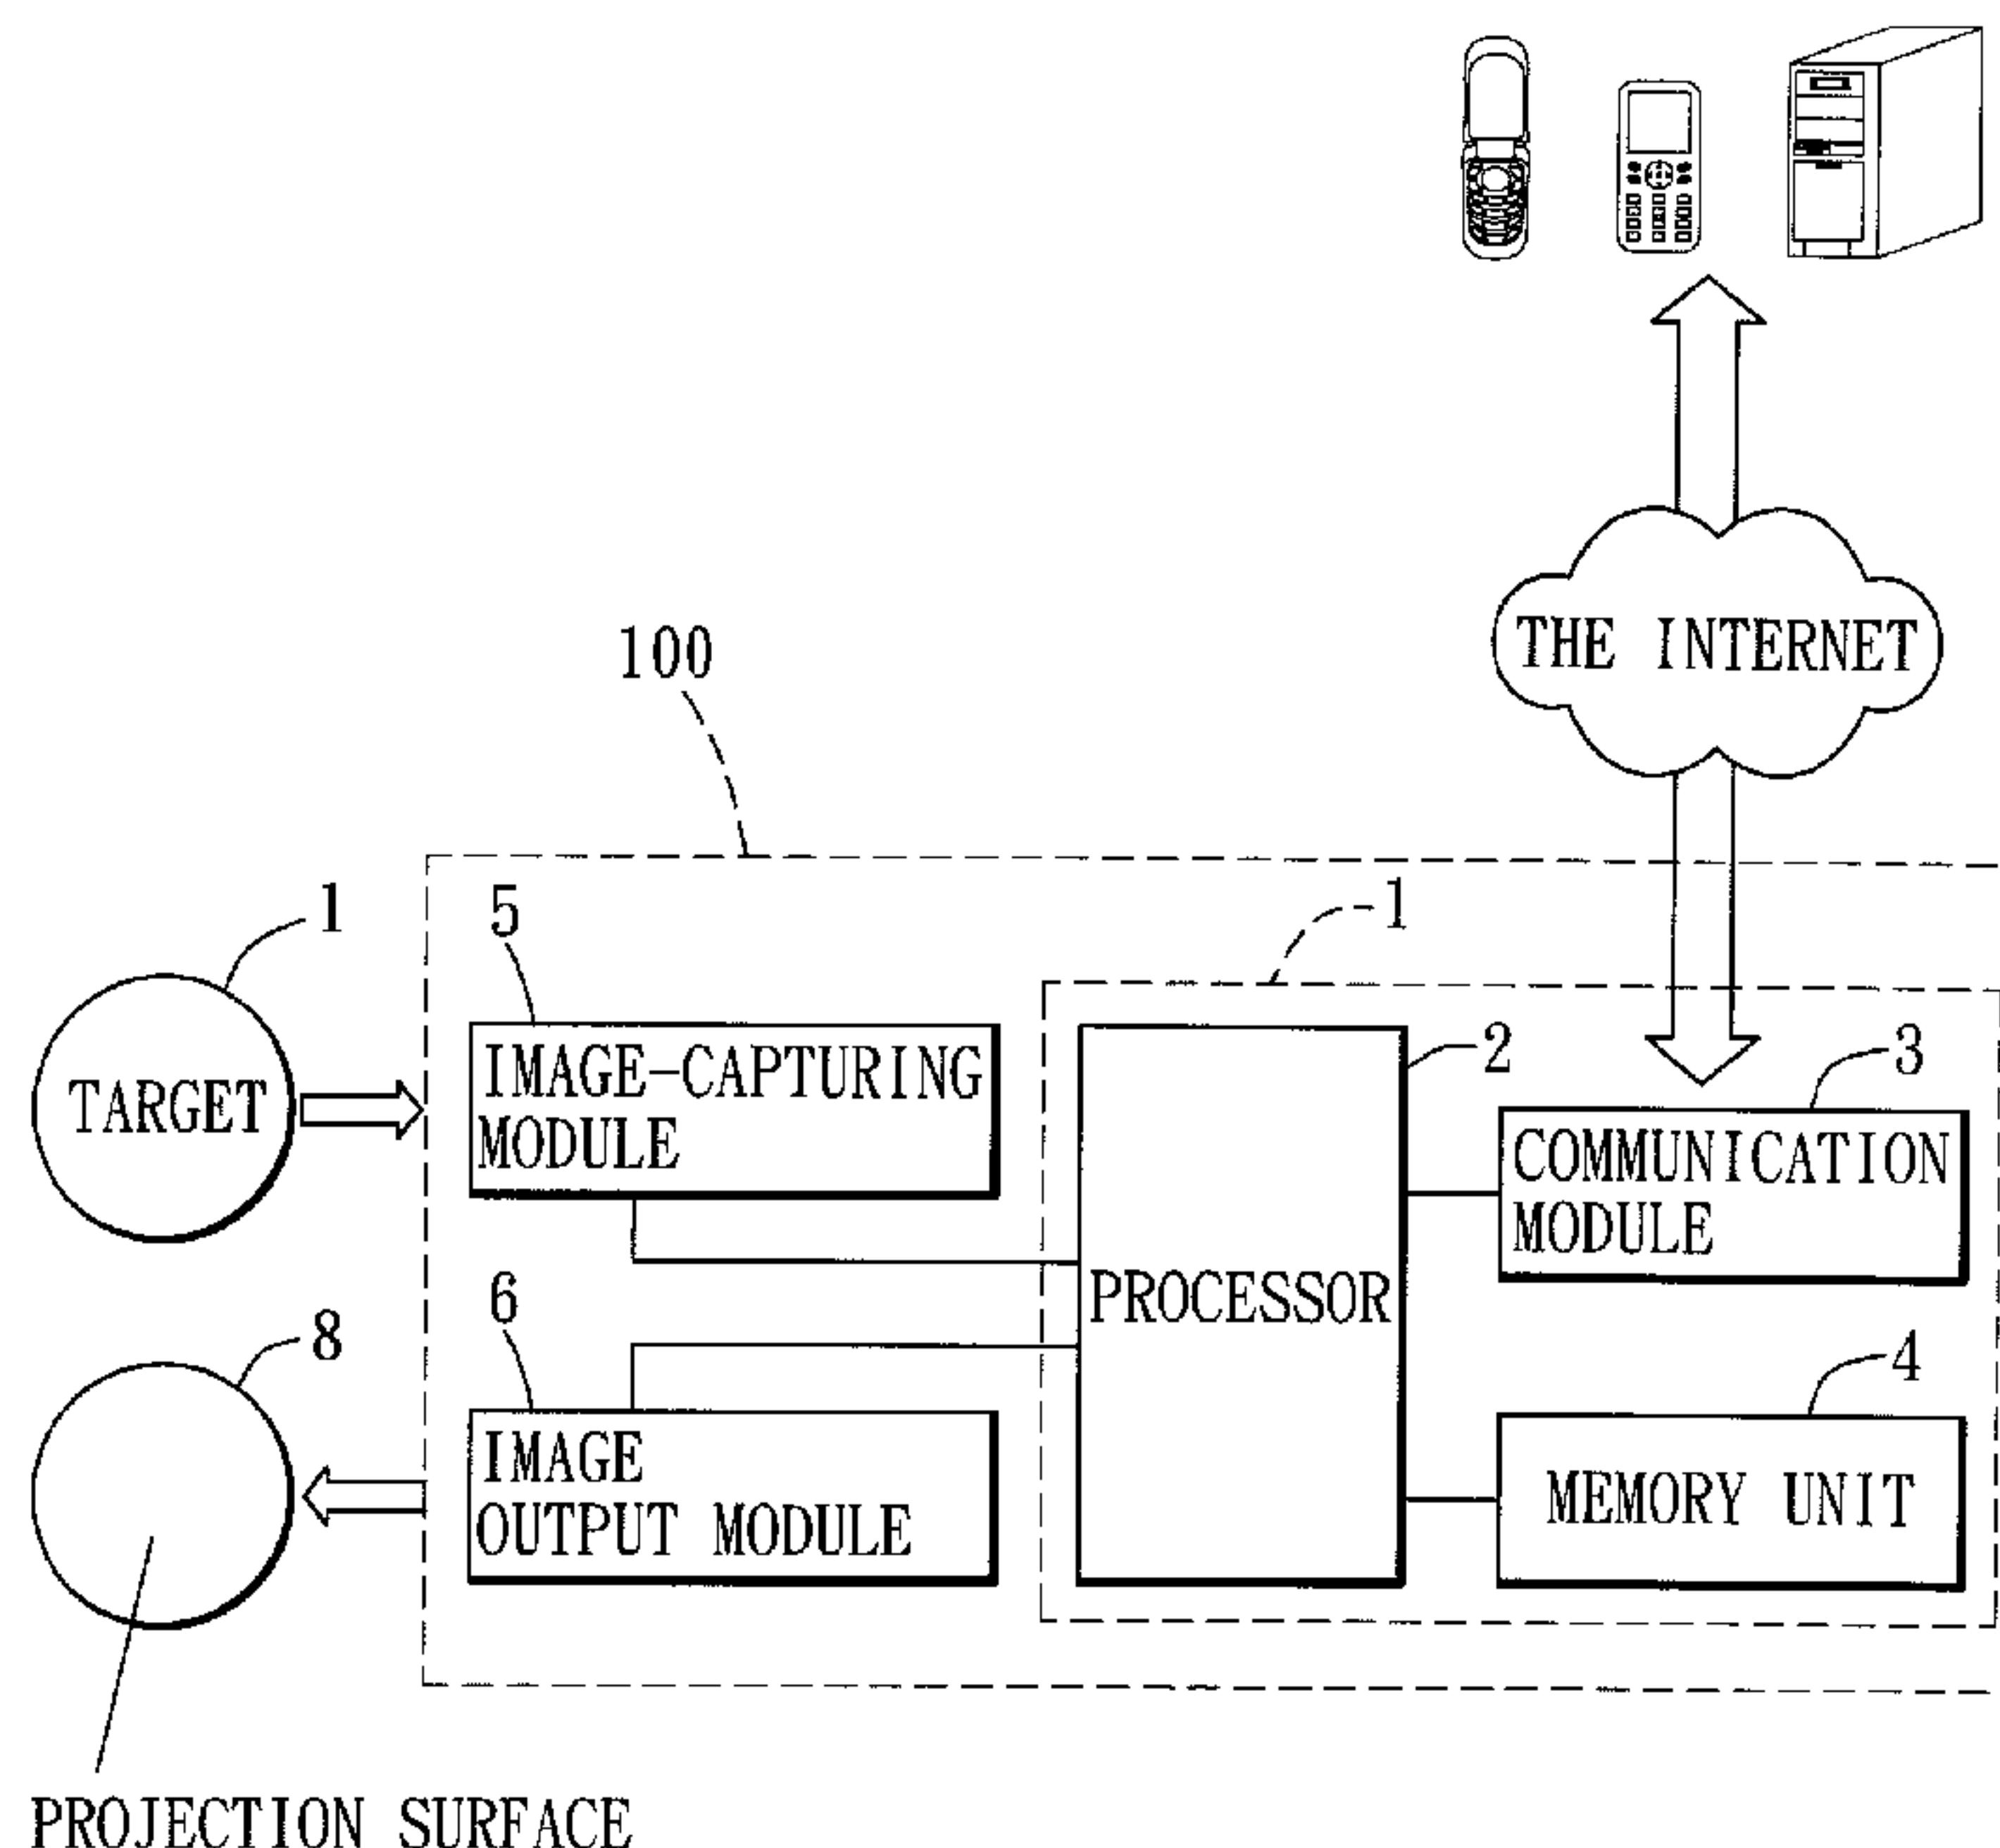 THE INTERNET
100
1
5
1
TARGET
IMAGE-CAPTURING
MODULE
2
3
COMMUNICATION
MODULE
PROCESSOR
6
8
IMAGE
OUTPUT MODULE
4
MEMORY UNIT
PROJECTION SURFACE